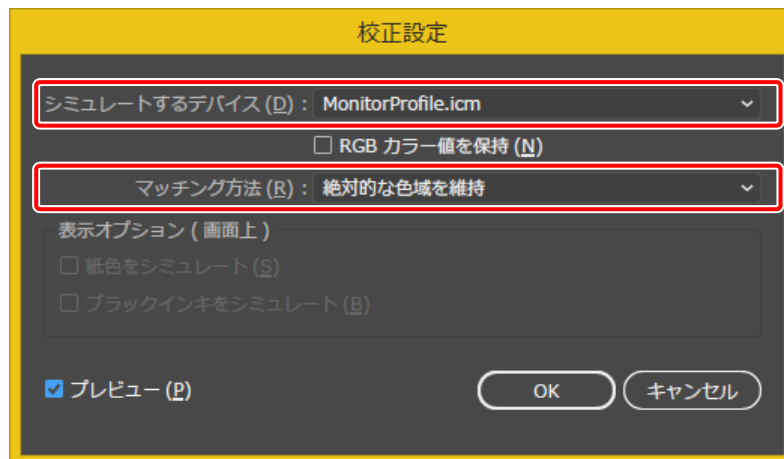 校正設定
シミュレートするデバイス (D) : MonitorProfile.icm
RGB カラー値を保持 (N)
マッチング方法 (R) : 絶対的な色域を維持
表示オプション ( 画面上 )
紙色をシミュレート (S)
ブラックインキをシミュレート (B)
プレビュー (P)
OK
キャンセル